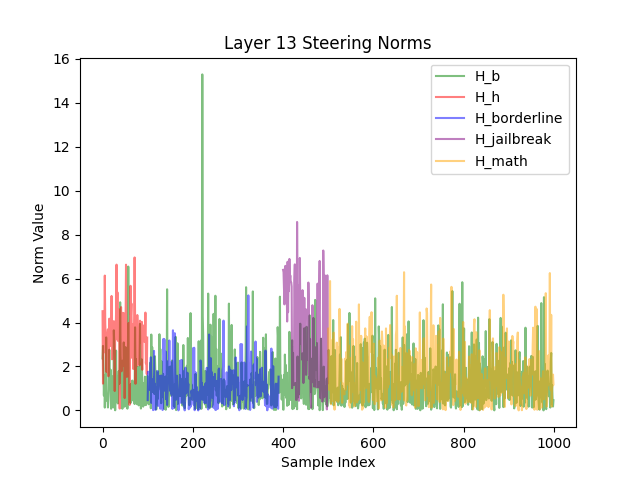 Layer 13 Steering Norms
Norm Value
16
14
12
10
8
6
4
2
0
H_b
H_h
H_borderline
H_jailbreak
H_math
0
200
400
600
800
1000
Sample Index